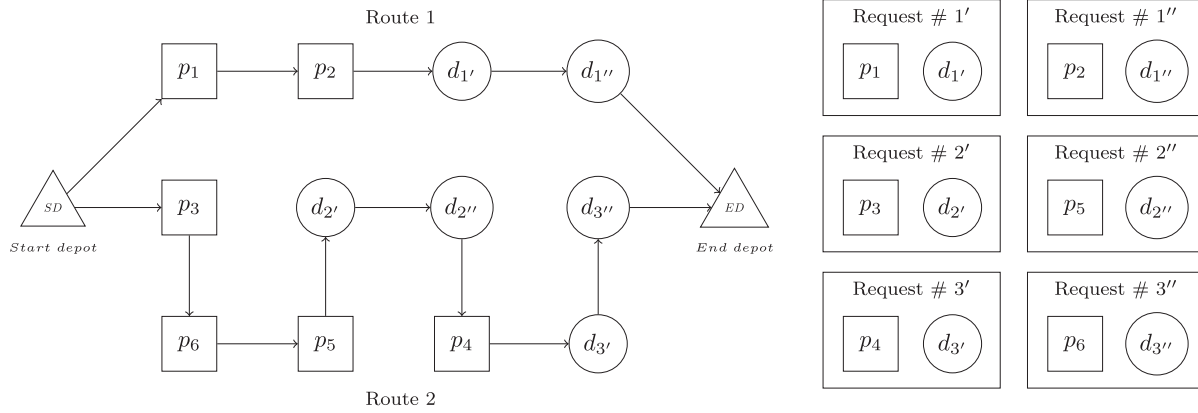 Route 1
p₁ p₂ d₁′ d₁″
SD
Start depot
p₃ d₂′ d₂″ d₃″
ED
End depot
p₆ p₅ p₄ d₃′
Route 2
Request # 1′
p₁ d₁′
Request # 1″
p₂ d₁″
Request # 2′
p₃ d₂′
Request # 2″
p₅ d₂″
Request # 3′
p₄ d₃′
Request # 3″
p₆ d₃″